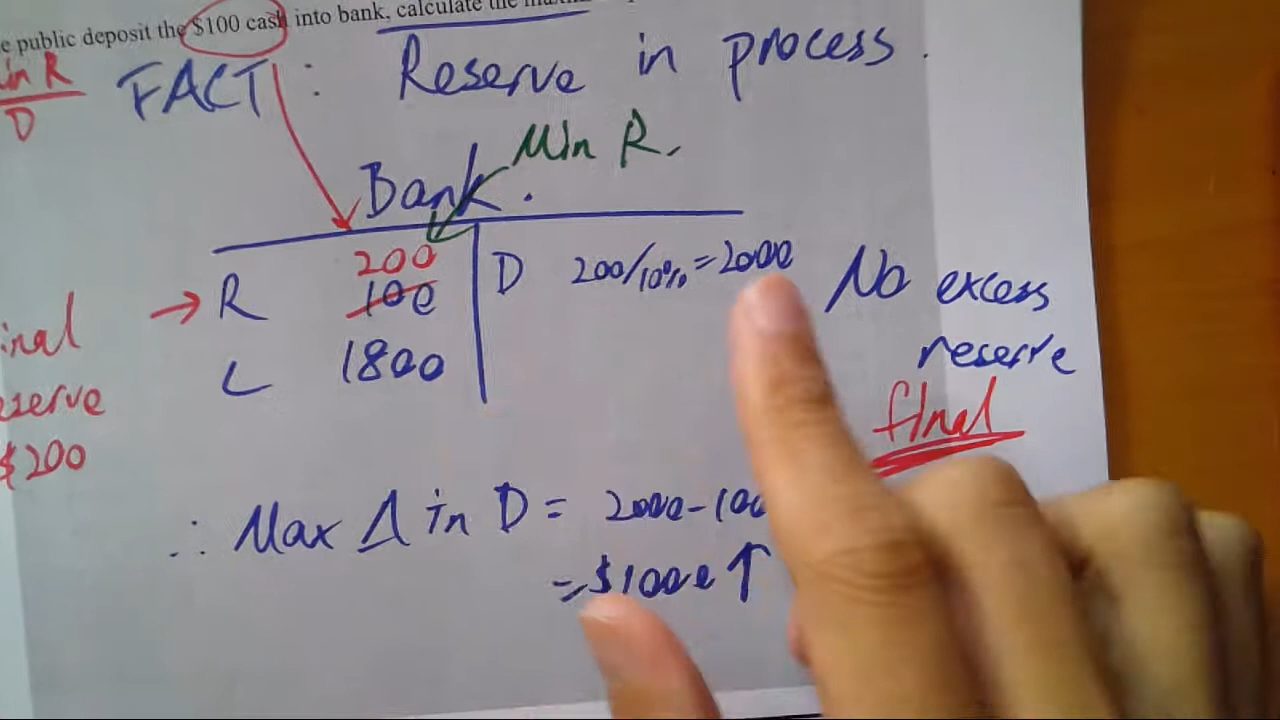 e public deposit the $100 cash into bank, calculate the
in R
D
FACT : Reserve in process.
Min R.
Bank.
200
R 100
D 200/10% = 2000
No excess
reserve
L 1800
inal
serve
$200
final
∴ Max Δ in D = 2000-100
= $1000 ↑